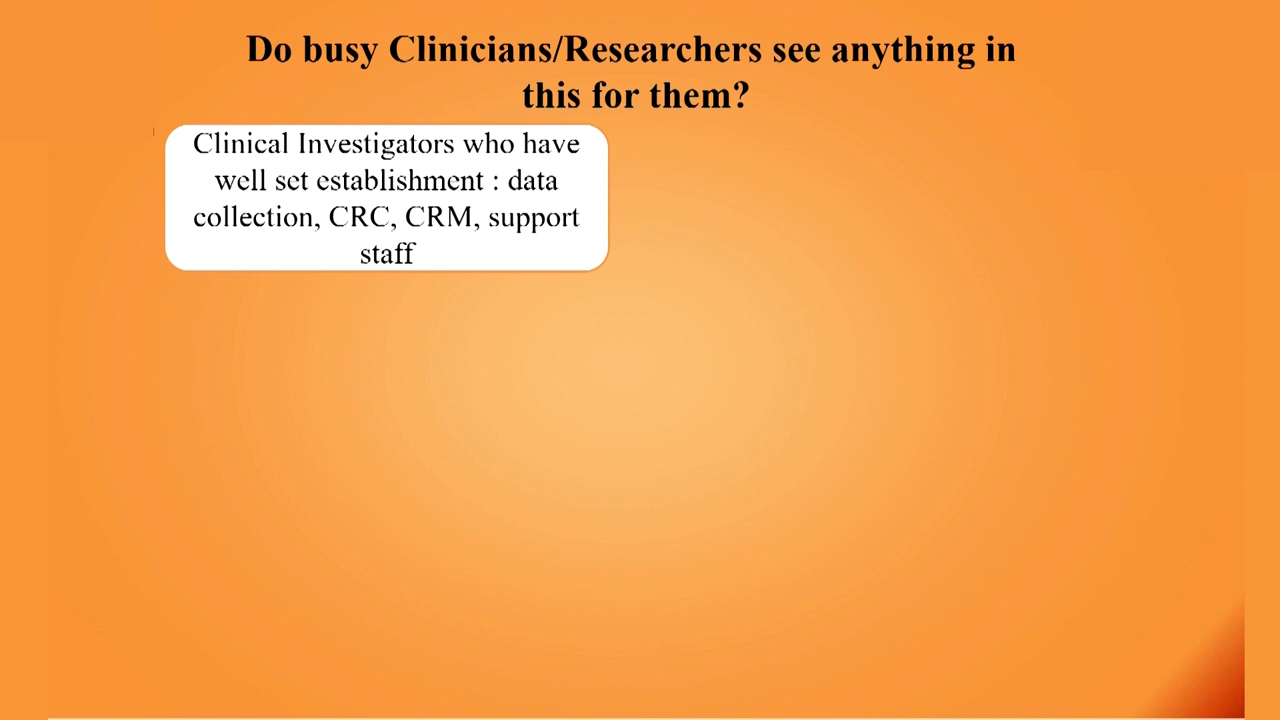 Do busy Clinicians/Researchers see anything in
this for them?
Clinical Investigators who have
well set establishment : data
collection, CRC, CRM, support
staff